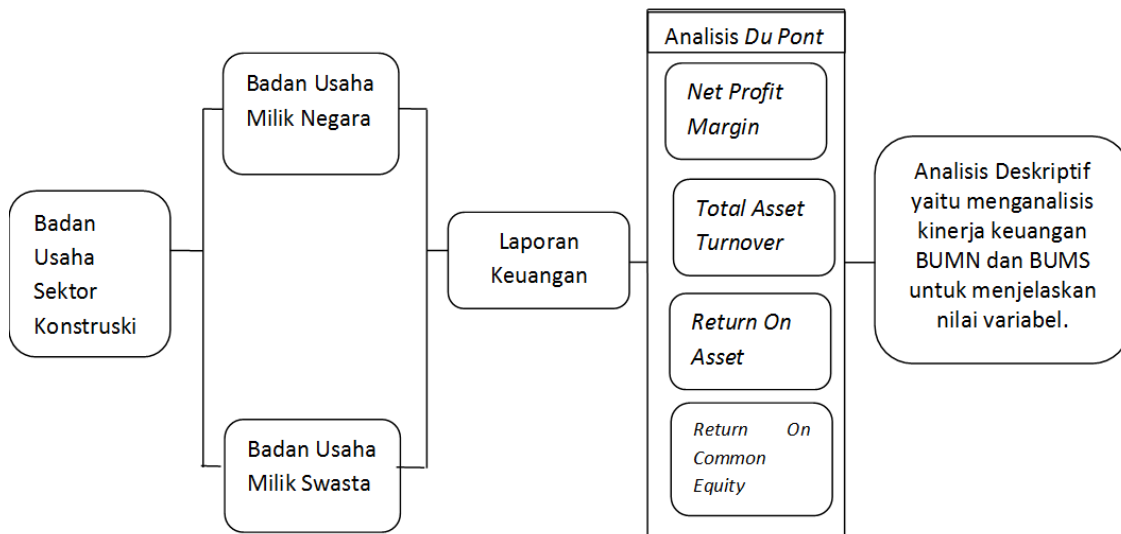 Badan
Usaha
Sektor
Konstruski
Badan Usaha
Milik Negara
Badan Usaha
Milik Swasta
Laporan
Keuangan
Analisis Du Pont
Net Profit
Margin
Total Asset
Turnover
Return On
Asset
Return On
Common
Equity
Analisis Deskriptif
yaitu menganalisis
kinerja keuangan
BUMN dan BUMS
untuk menjelaskan
nilai variabel.